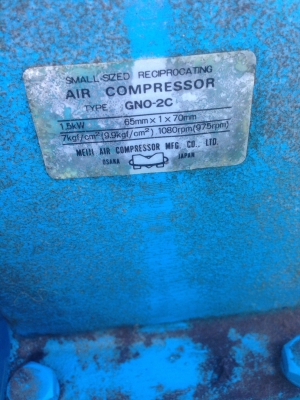 SMALL-SIZED RECIPROCATING
AIR COMPRESSOR
TYPE GNO-2C
1.5kW 65mm x 1 x 70mm
7kgf/cm² (9.9kgf/cm²) 1080rpm (975rpm)
MEIJI AIR COMPRESSOR MFG. CO., LTD
OSAKA JAPAN